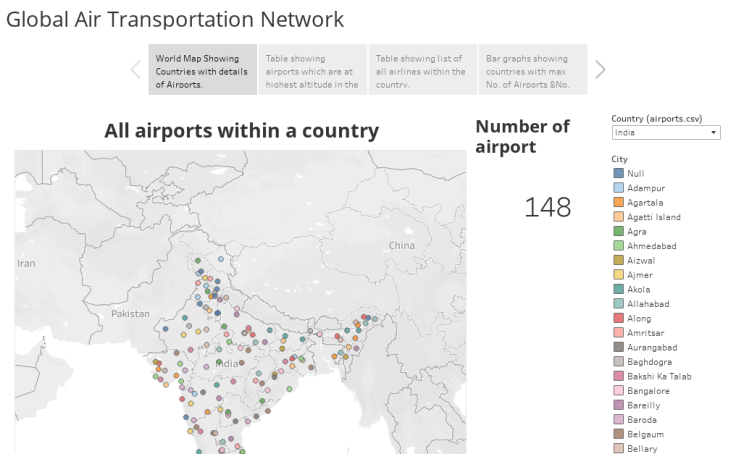 Global Air Transportation Network
World Map Showing
Countries with details
of Airports.
Table showing
airports which are at
highest altitude in the
Table showing list of
all airlines within the
country.
Bar graphs showing
countries with max
No. of Airports &No.
All airports within a country
Number of
airport
148
Country (airports.csv)
India
City
Null
Adampur
Agartala
Agatti Island
Agra
Ahmedabad
Aizwal
Ajmer
Akola
Allahabad
Along
Amritsar
Aurangabad
Baghdogra
Bakshi Ka Talab
Bangalore
Bareilly
Baroda
Belgaum
Bellary
China
Iran
Pakistan
India